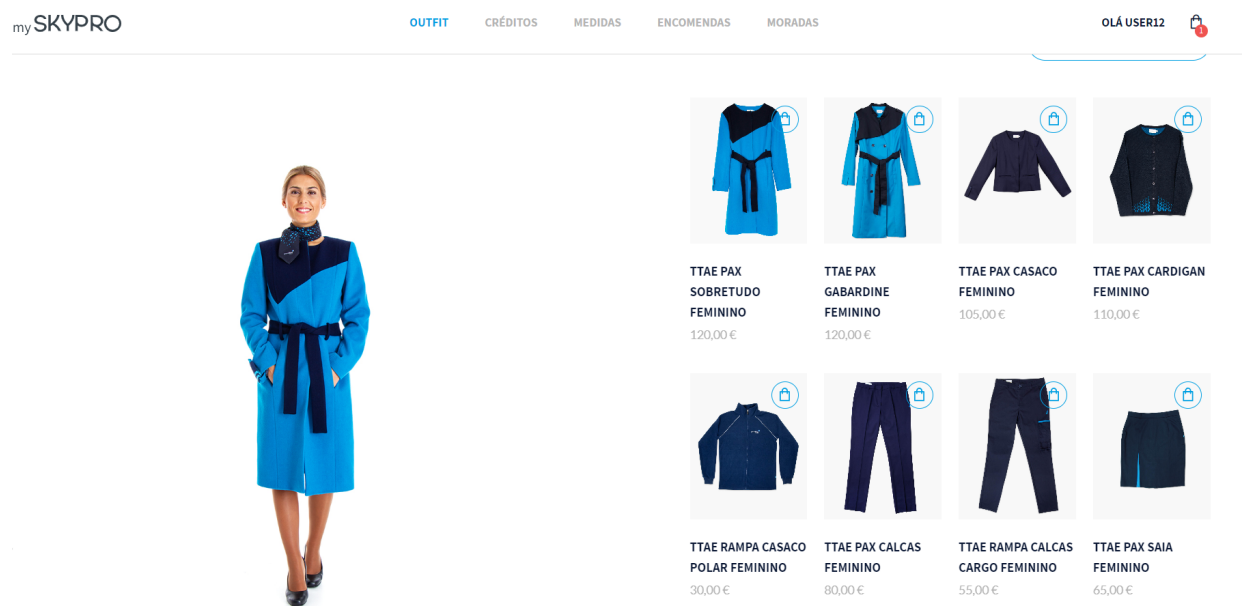 my SKYPRO
OUTFIT CRÉDITOS MEDIDAS ENCOMENDAS MORADAS
OLÁ USER12
1
TTAE PAX
SOBRETUDO
FEMININO
120,00 €
TTAE PAX
GABARDINE
FEMININO
120,00 €
TTAE PAX CASACO
FEMININO
105,00 €
TTAE PAX CARDIGAN
FEMININO
110,00 €
TTAE RAMPA CASACO
POLAR FEMININO
30,00 €
TTAE PAX CALCAS
FEMININO
80,00 €
TTAE RAMPA CALCAS
CARGO FEMININO
55,00 €
TTAE PAX SAIA
FEMININO
65,00 €